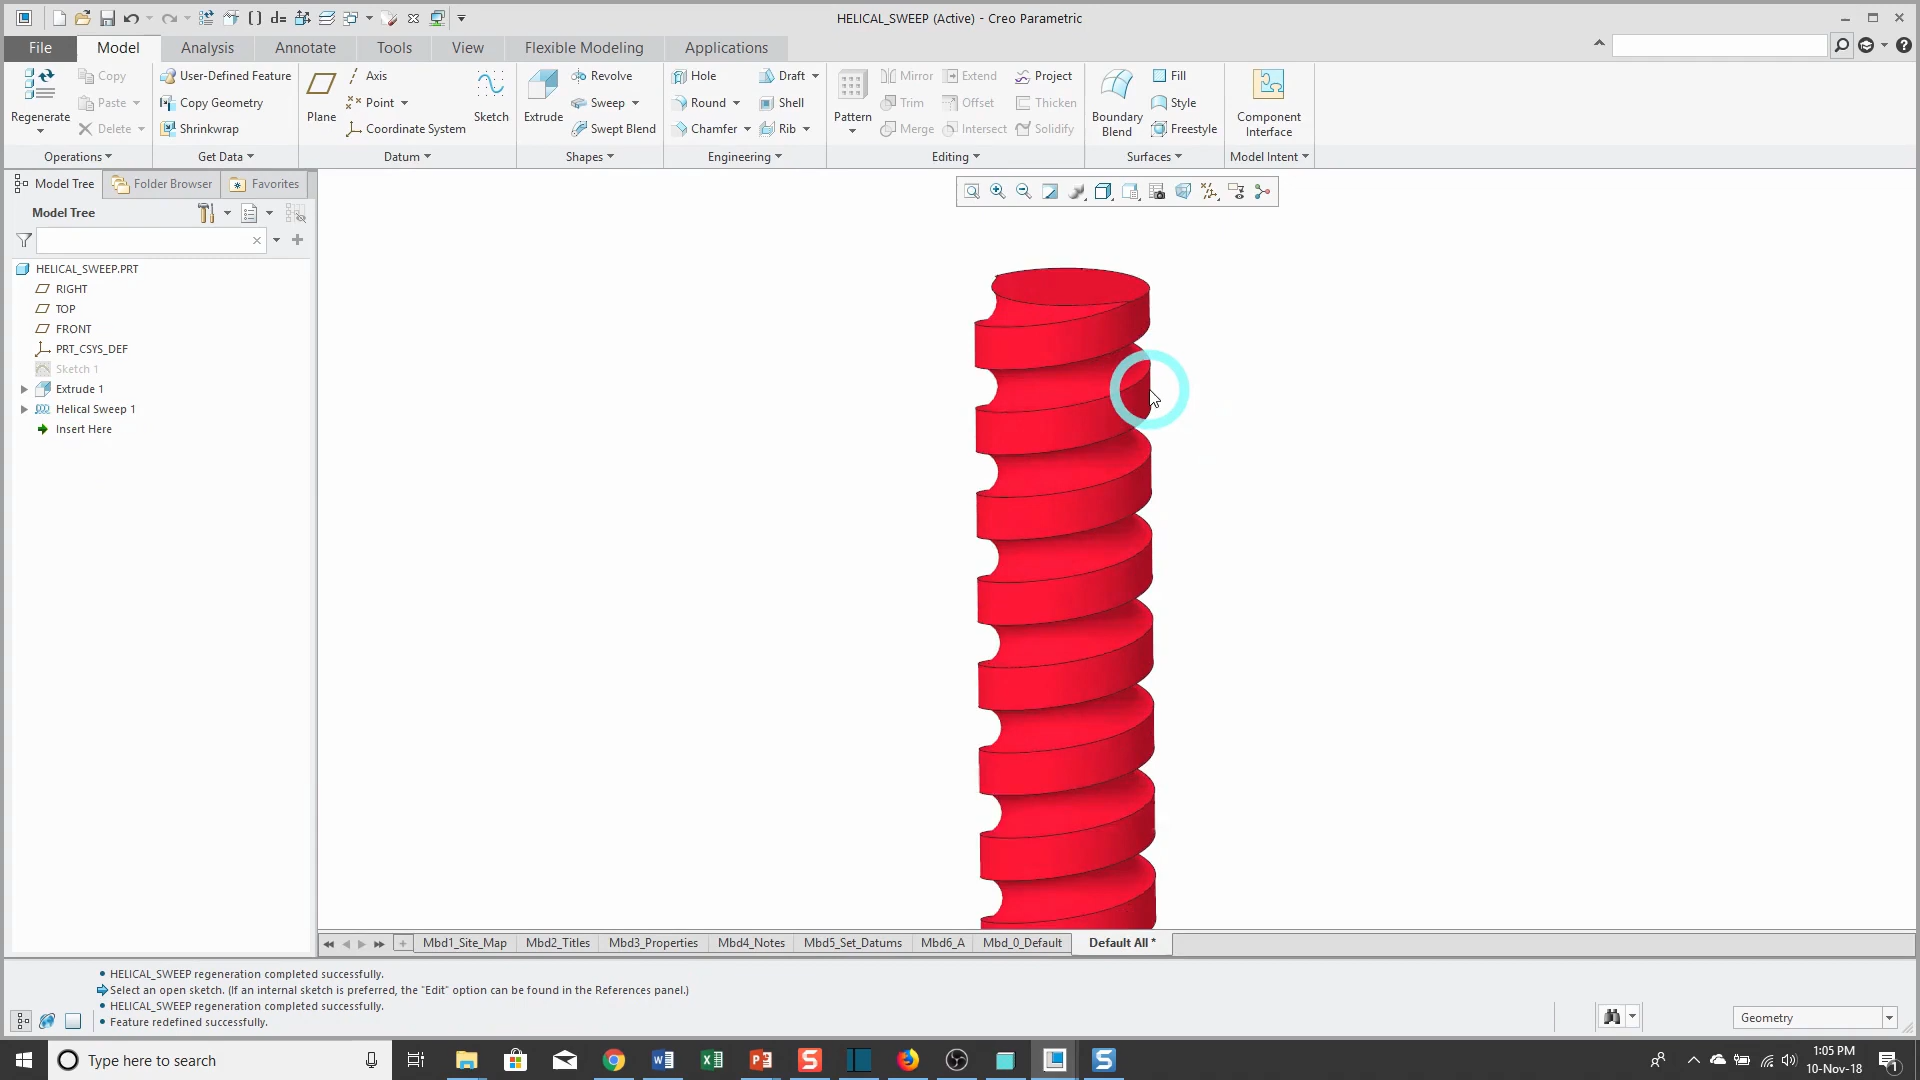 HELICAL_SWEEP (Active) - Creo Parametric
File Model Analysis Annotate Tools View Flexible Modeling Applications
Regenerate
Copy
Paste
Delete
Operations
User-Defined Feature
Copy Geometry
Shrinkwrap
Get Data
Plane
Axis
Point
Coordinate System
Sketch
Datum
Extrude
Revolve
Sweep
Swept Blend
Shapes
Hole
Round
Chamfer
Draft
Shell
Rib
Engineering
Pattern
Mirror
Trim
Merge
Extend
Offset
Intersect
Project
Thicken
Solidify
Editing
Boundary
Blend
Fill
Style
Freestyle
Surfaces
Component
Interface
Model Intent
Model Tree Folder Browser Favorites
Model Tree
HELICAL_SWEEP.PRT
RIGHT
TOP
FRONT
PRT_CSYS_DEF
Sketch 1
Extrude 1
Helical Sweep 1
Insert Here
Mbd1_Site_Map Mbd2_Titles Mbd3_Properties Mbd4_Notes Mbd5_Set_Datums Mbd6_A Mbd_0_Default Default All *
HELICAL_SWEEP regeneration completed successfully.
Select an open sketch. (If an internal sketch is preferred, the "Edit" option can be found in the References panel.)
HELICAL_SWEEP regeneration completed successfully.
Feature redefined successfully.
Geometry
Type here to search
1:05 PM
10-Nov-18